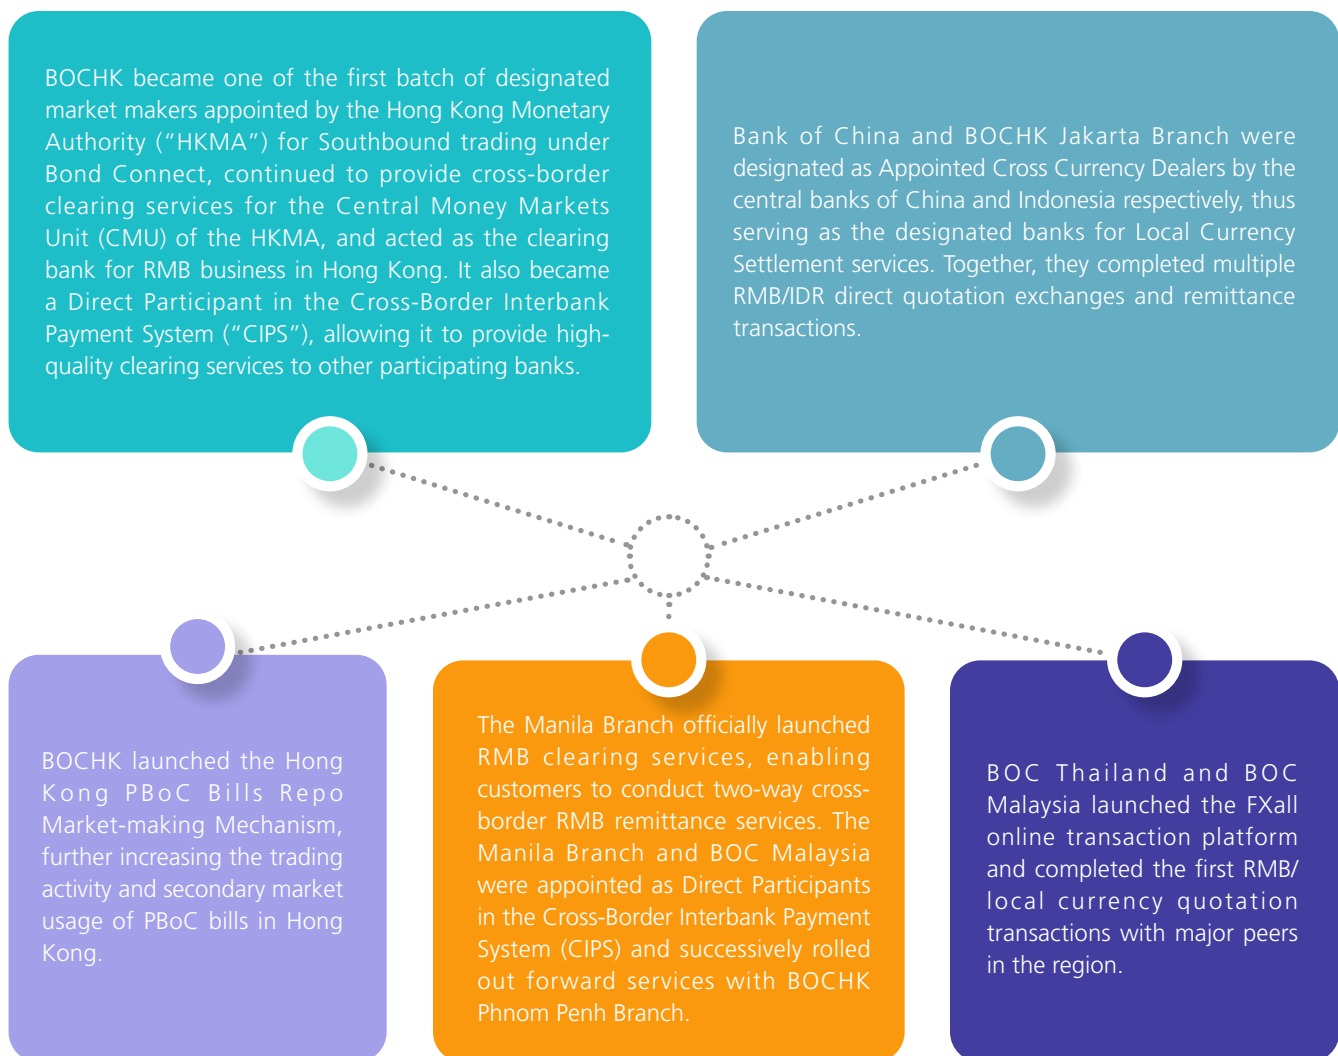 BOCHK became one of the first batch of designated
market makers appointed by the Hong Kong Monetary
Authority (“HKMA”) for Southbound trading under
Bond Connect, continued to provide cross-border
clearing services for the Central Money Markets
Unit (CMU) of the HKMA, and acted as the clearing
bank for RMB business in Hong Kong. It also became
a Direct Participant in the Cross-Border Interbank
Payment System (“CIPS”), allowing it to provide high-
quality clearing services to other participating banks.
Bank of China and BOCHK Jakarta Branch were
designated as Appointed Cross Currency Dealers by the
central banks of China and Indonesia respectively, thus
serving as the designated banks for Local Currency
Settlement services. Together, they completed multiple
RMB/IDR direct quotation exchanges and remittance
transactions.
BOCHK launched the Hong
Kong PBoC Bills Repo
Market-making Mechanism,
further increasing the trading
activity and secondary market
usage of PBoC bills in Hong
Kong.
The Manila Branch officially launched
RMB clearing services, enabling
customers to conduct two-way cross-
border RMB remittance services. The
Manila Branch and BOC Malaysia
were appointed as Direct Participants
in the Cross-Border Interbank Payment
System (CIPS) and successively rolled
out forward services with BOCHK
Phnom Penh Branch.
BOC Thailand and BOC
Malaysia launched the FXall
online transaction platform
and completed the first RMB/
local currency quotation
transactions with major peers
in the region.